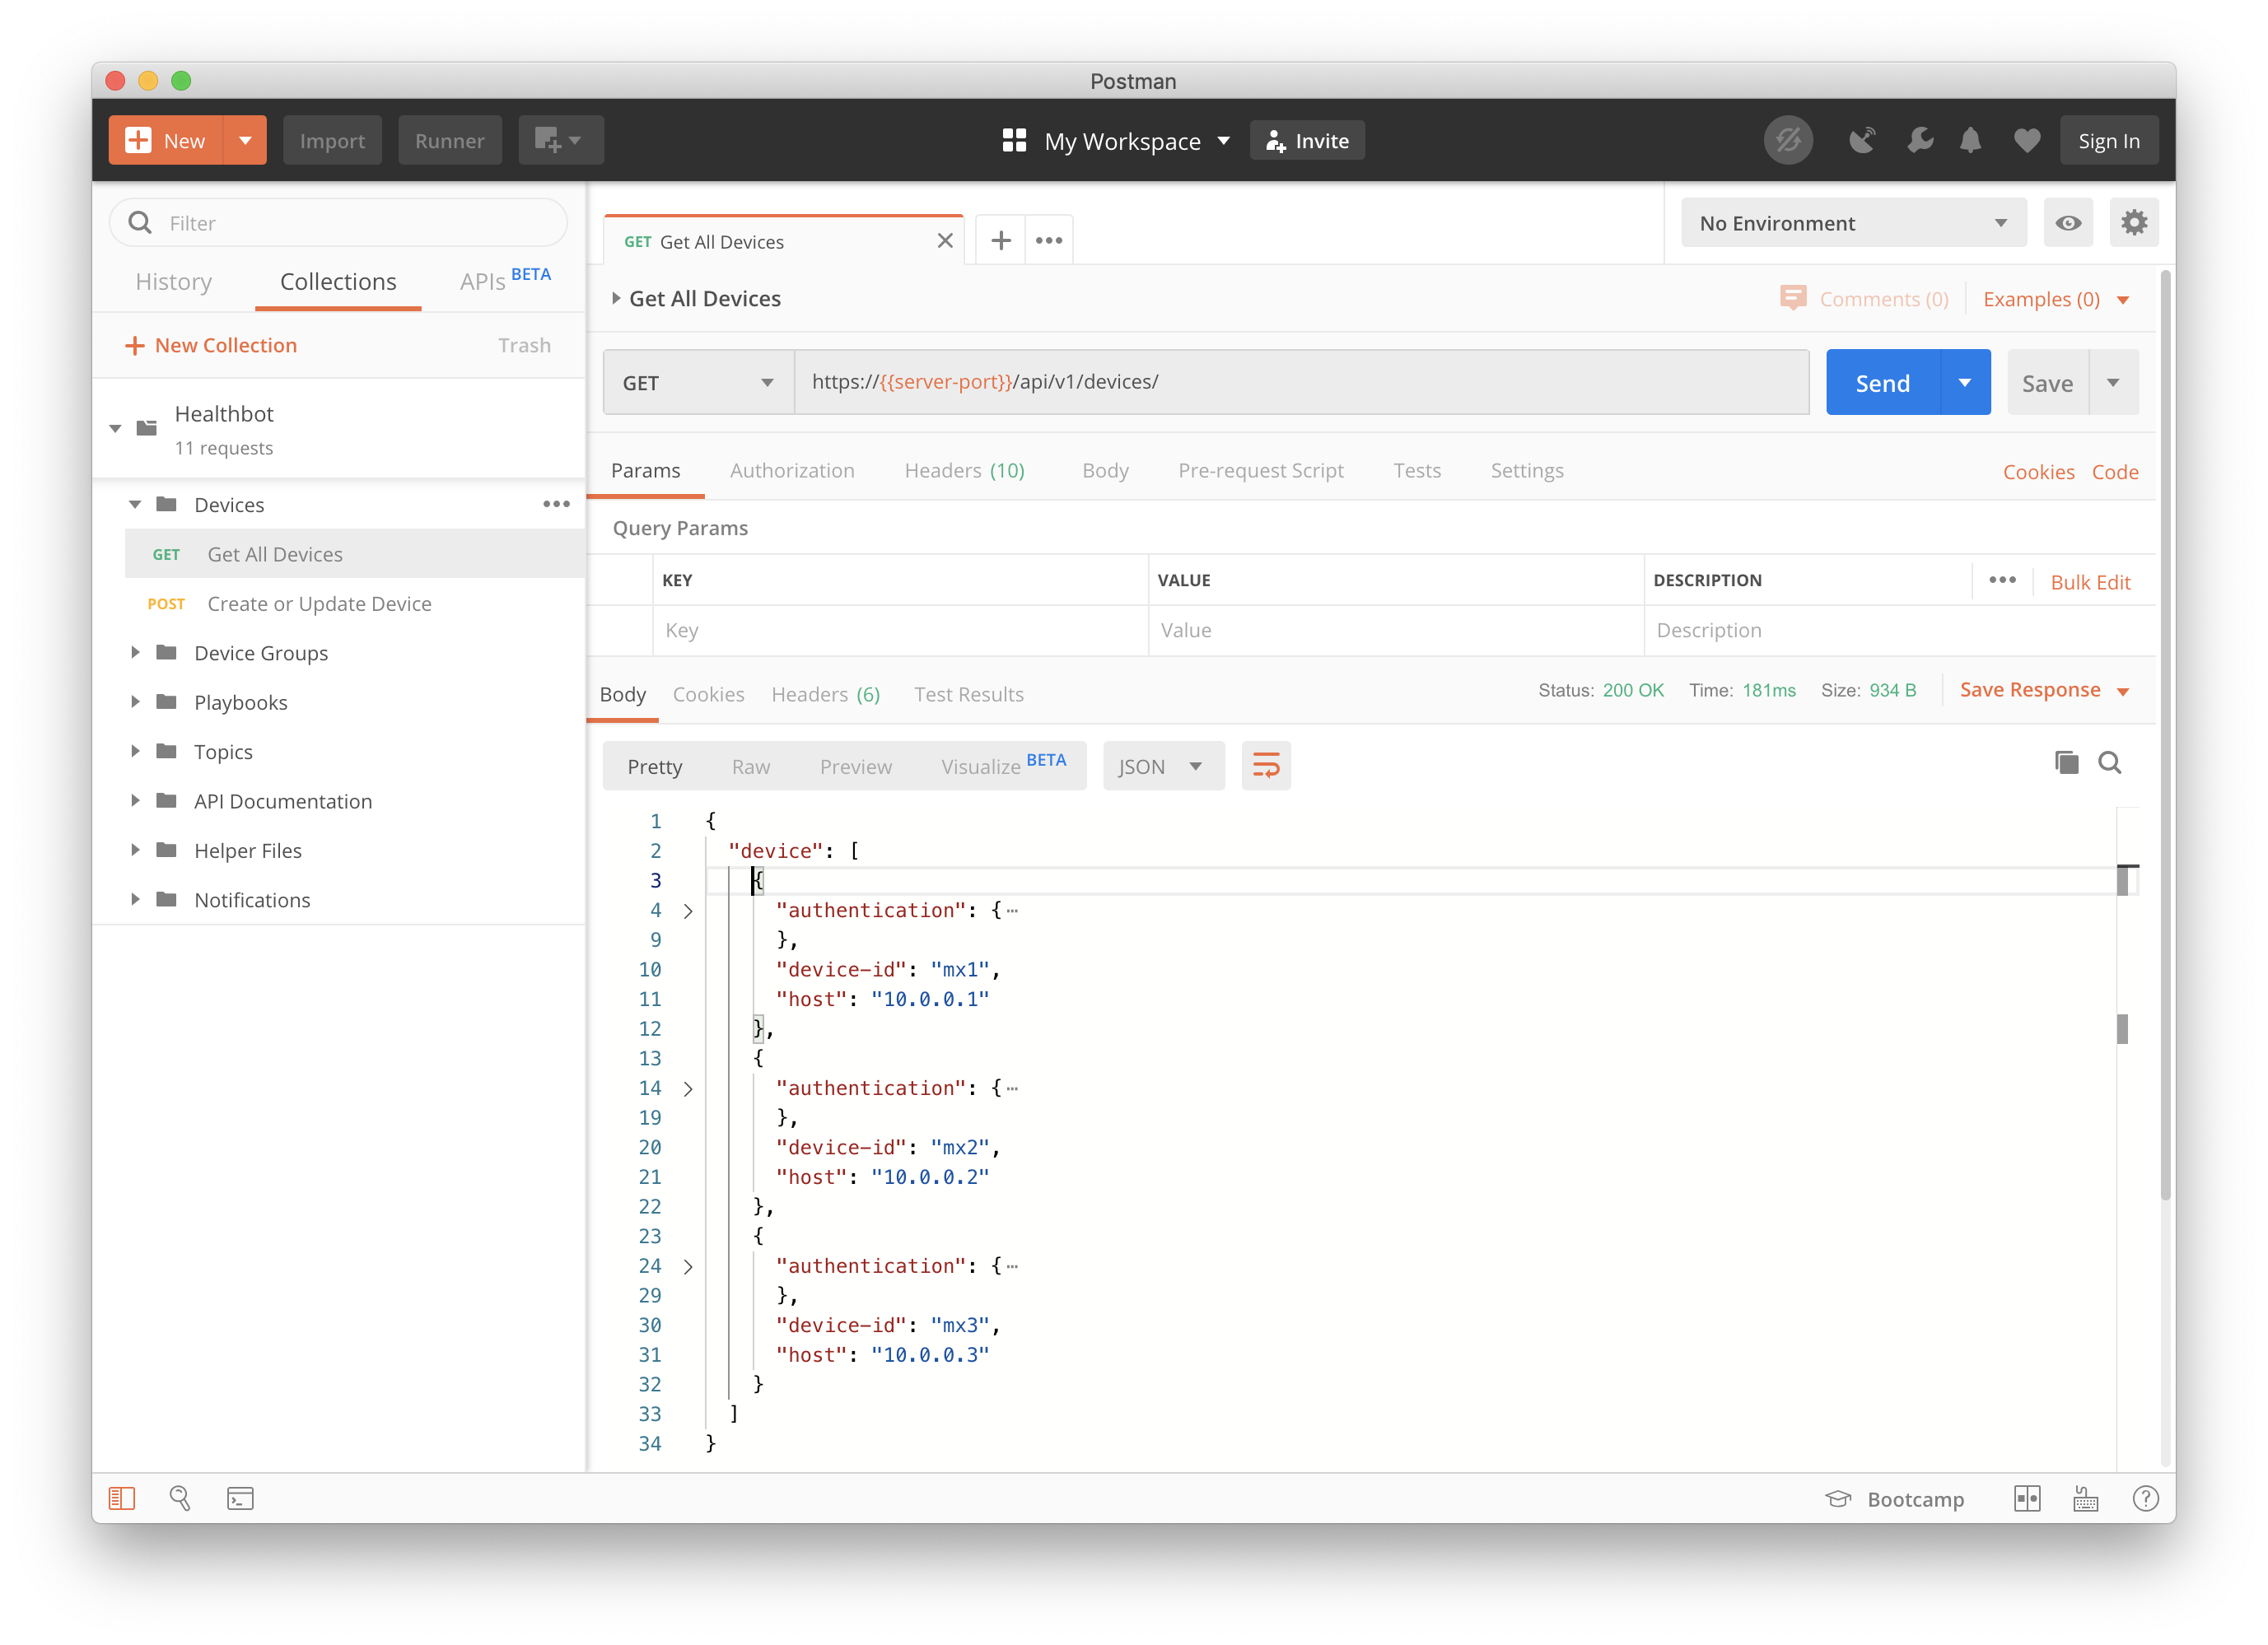 Postman
New
Import
Runner
My Workspace
Invite
Sign In
Filter
History
Collections
APIs BETA
New Collection
Trash
Healthbot
11 requests
Devices
GET Get All Devices
POST Create or Update Device
Device Groups
Playbooks
Topics
API Documentation
Helper Files
Notifications
GET Get All Devices
No Environment
Get All Devices
Comments (0)
Examples (0)
GET
https://{{server-port}}/api/v1/devices/
Send
Save
Params
Authorization
Headers (10)
Body
Pre-request Script
Tests
Settings
Cookies
Code
Query Params
KEY
VALUE
DESCRIPTION
Bulk Edit
Key
Value
Description
Body
Cookies
Headers (6)
Test Results
Status: 200 OK
Time: 181ms
Size: 934 B
Save Response
Pretty
Raw
Preview
Visualize BETA
JSON
1 {
2 "device": [
3 {
4 "authentication": {…
9 },
10 "device-id": "mx1",
11 "host": "10.0.0.1"
12 },
13 {
14 "authentication": {…
19 },
20 "device-id": "mx2",
21 "host": "10.0.0.2"
22 },
23 {
24 "authentication": {…
29 },
30 "device-id": "mx3",
31 "host": "10.0.0.3"
32 }
33 ]
34 }
Bootcamp